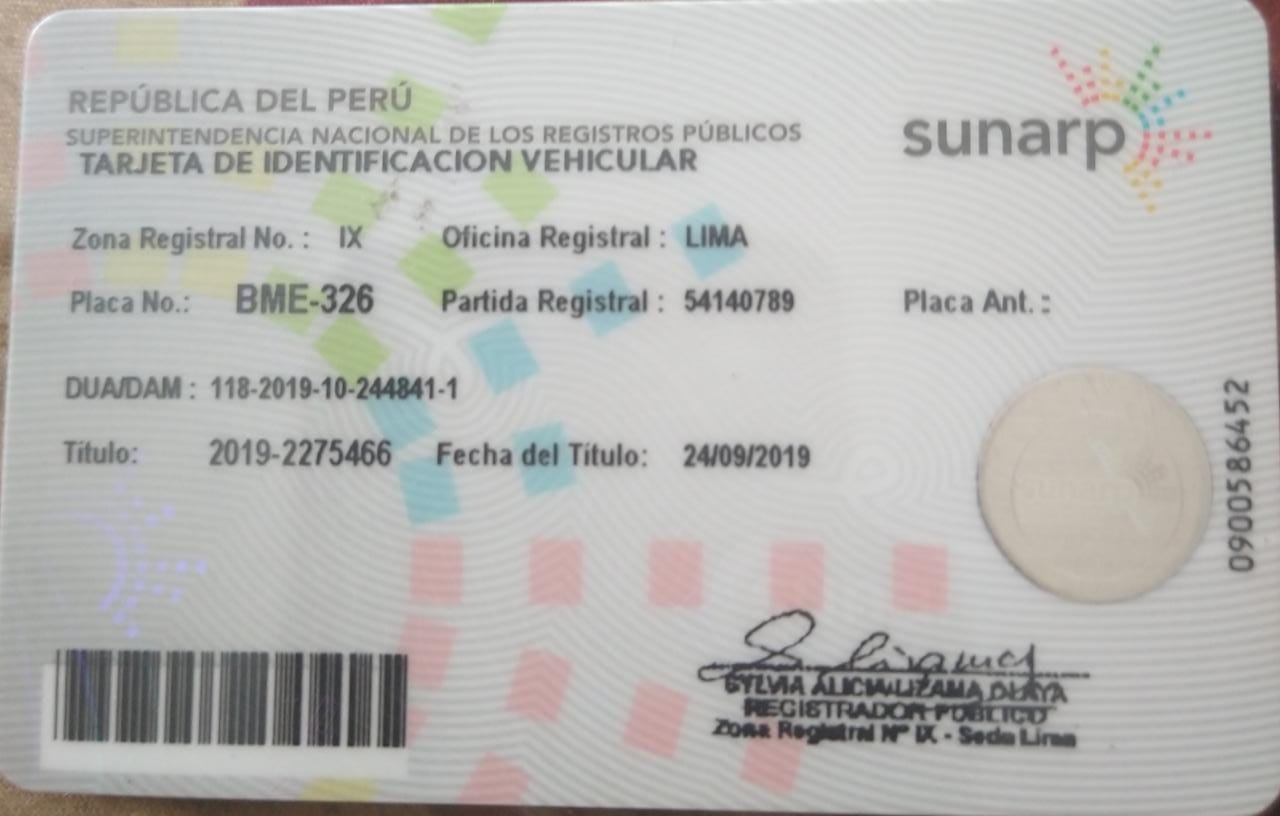 REPÚBLICA DEL PERÚ
SUPERINTENDENCIA NACIONAL DE LOS REGISTROS PÚBLICOS
TARJETA DE IDENTIFICACION VEHICULAR
sunarp
Zona Registral No. : IX Oficina Registral : LIMA
Placa No.: BME-326 Partida Registral : 54140789 Placa Ant. :
DUA/DAM : 118-2019-10-244841-1
Título: 2019-2275466 Fecha del Título: 24/09/2019
sunarp
0900586452
SYLVIA ALICIA LIZAMA OLAYA
REGISTRADOR PUBLICO
Zona Registral Nº IX - Sede Lima